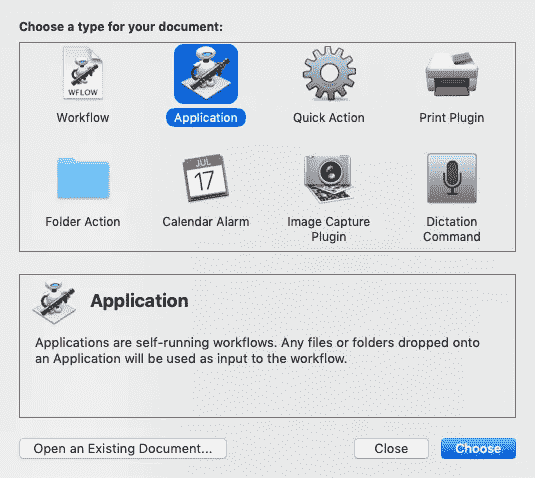 Choose a type for your document:
WFLOW
Workflow
Application
Quick Action
Print Plugin
JUL
17
Folder Action
Calendar Alarm
Image Capture
Plugin
Dictation
Command
Application
Applications are self-running workflows. Any files or folders dropped onto
an Application will be used as input to the workflow.
Open an Existing Document...
Close
Choose